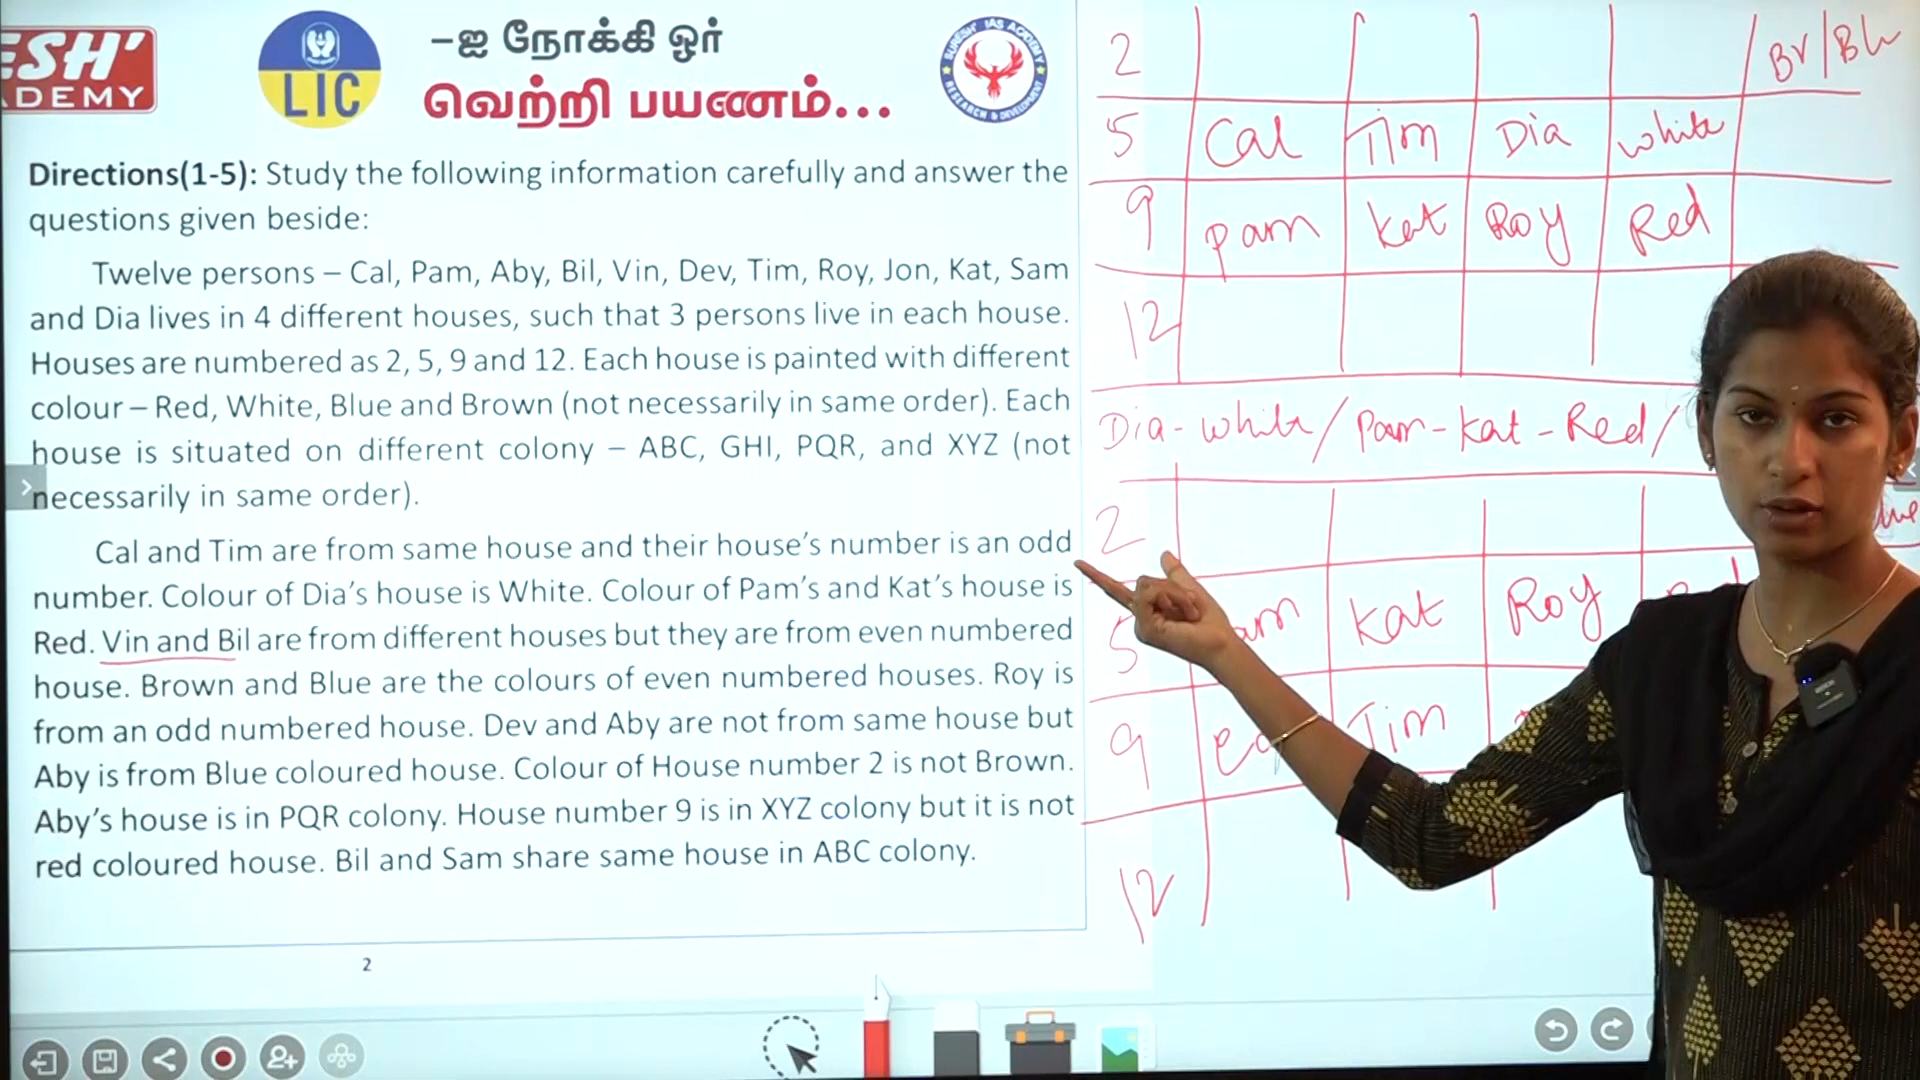 ESH'
ADEMY
LIC
–ஐ நோக்கி ஓர்
வெற்றி பயணம்...
SURESH' IAS ACADEMY
RESEARCH & DEVELOPMENT
Directions(1-5): Study the following information carefully and answer the
questions given beside:
Twelve persons – Cal, Pam, Aby, Bil, Vin, Dev, Tim, Roy, Jon, Kat, Sam
and Dia lives in 4 different houses, such that 3 persons live in each house.
Houses are numbered as 2, 5, 9 and 12. Each house is painted with different
colour – Red, White, Blue and Brown (not necessarily in same order). Each
house is situated on different colony – ABC, GHI, PQR, and XYZ (not
necessarily in same order).
Cal and Tim are from same house and their house's number is an odd
number. Colour of Dia's house is White. Colour of Pam's and Kat's house is
Red. Vin and Bil are from different houses but they are from even numbered
house. Brown and Blue are the colours of even numbered houses. Roy is
from an odd numbered house. Dev and Aby are not from same house but
Aby is from Blue coloured house. Colour of House number 2 is not Brown.
Aby's house is in PQR colony. House number 9 is in XYZ colony but it is not
red coloured house. Bil and Sam share same house in ABC colony.
2
2 Br/Bl
5 Cal Tim Dia white
9 Pam Kat Roy Red
12
Dia - white / Pam - Kat - Red /
2
5 Kat Roy
9 Tim
12